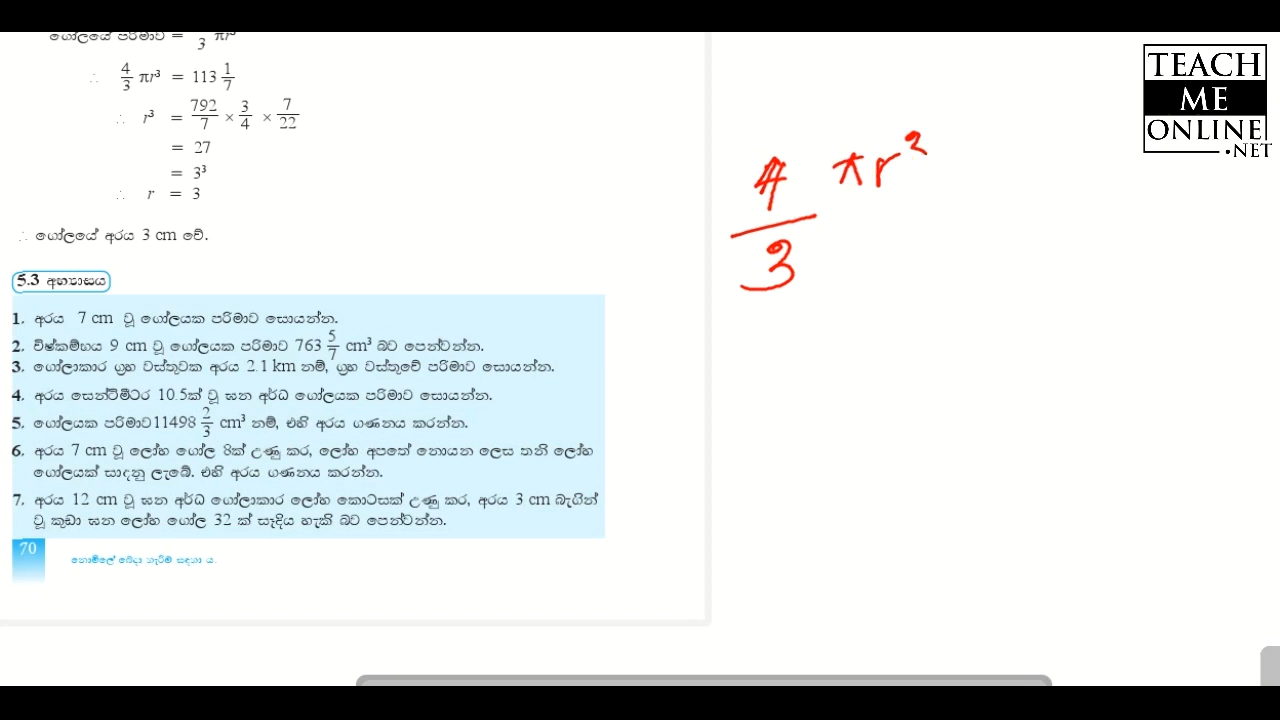 ගෝලයේ පරිමාව = 3 πr³
∴ 4/3 πr³ = 113 1/7
∴ r³ = 792/7 × 3/4 × 7/22
= 27
= 3³
∴ r = 3
∴ ගෝලයේ අරය 3 cm වේ.
5.3 අභ්‍යාසය
1. අරය 7 cm වූ ගෝලයක පරිමාව සොයන්න.
2. විෂ්කම්භය 9 cm වූ ගෝලයක පරිමාව 763 5/7 cm³ බව පෙන්වන්න.
3. ගෝලාකාර ග්‍රහ වස්තුවක අරය 2.1 km නම්, ග්‍රහ වස්තුවේ පරිමාව සොයන්න.
4. අරය සෙන්ටිමීටර 10.5ක් වූ ඝන අර්ධ ගෝලයක පරිමාව සොයන්න.
5. ගෝලයක පරිමාව11498 2/3 cm³ නම්, එහි අරය ගණනය කරන්න.
6. අරය 7 cm වූ ලෝහ ගෝල 8ක් උණු කර, ලෝහ අපතේ නොයන ලෙස තනි ලෝහ
ගෝලයක් සාදනු ලැබේ. එහි අරය ගණනය කරන්න.
7. අරය 12 cm වූ ඝන අර්ධ ගෝලාකාර ලෝහ කොටසක් උණු කර, අරය 3 cm බැගින්
වූ කුඩා ඝන ලෝහ ගෝල 32 ක් සෑදිය හැකි බව පෙන්වන්න.
70
නොමිලේ බෙදා හැරීම සඳහා ය.
4/3 πr²
TEACH
ME
ONLINE
.NET